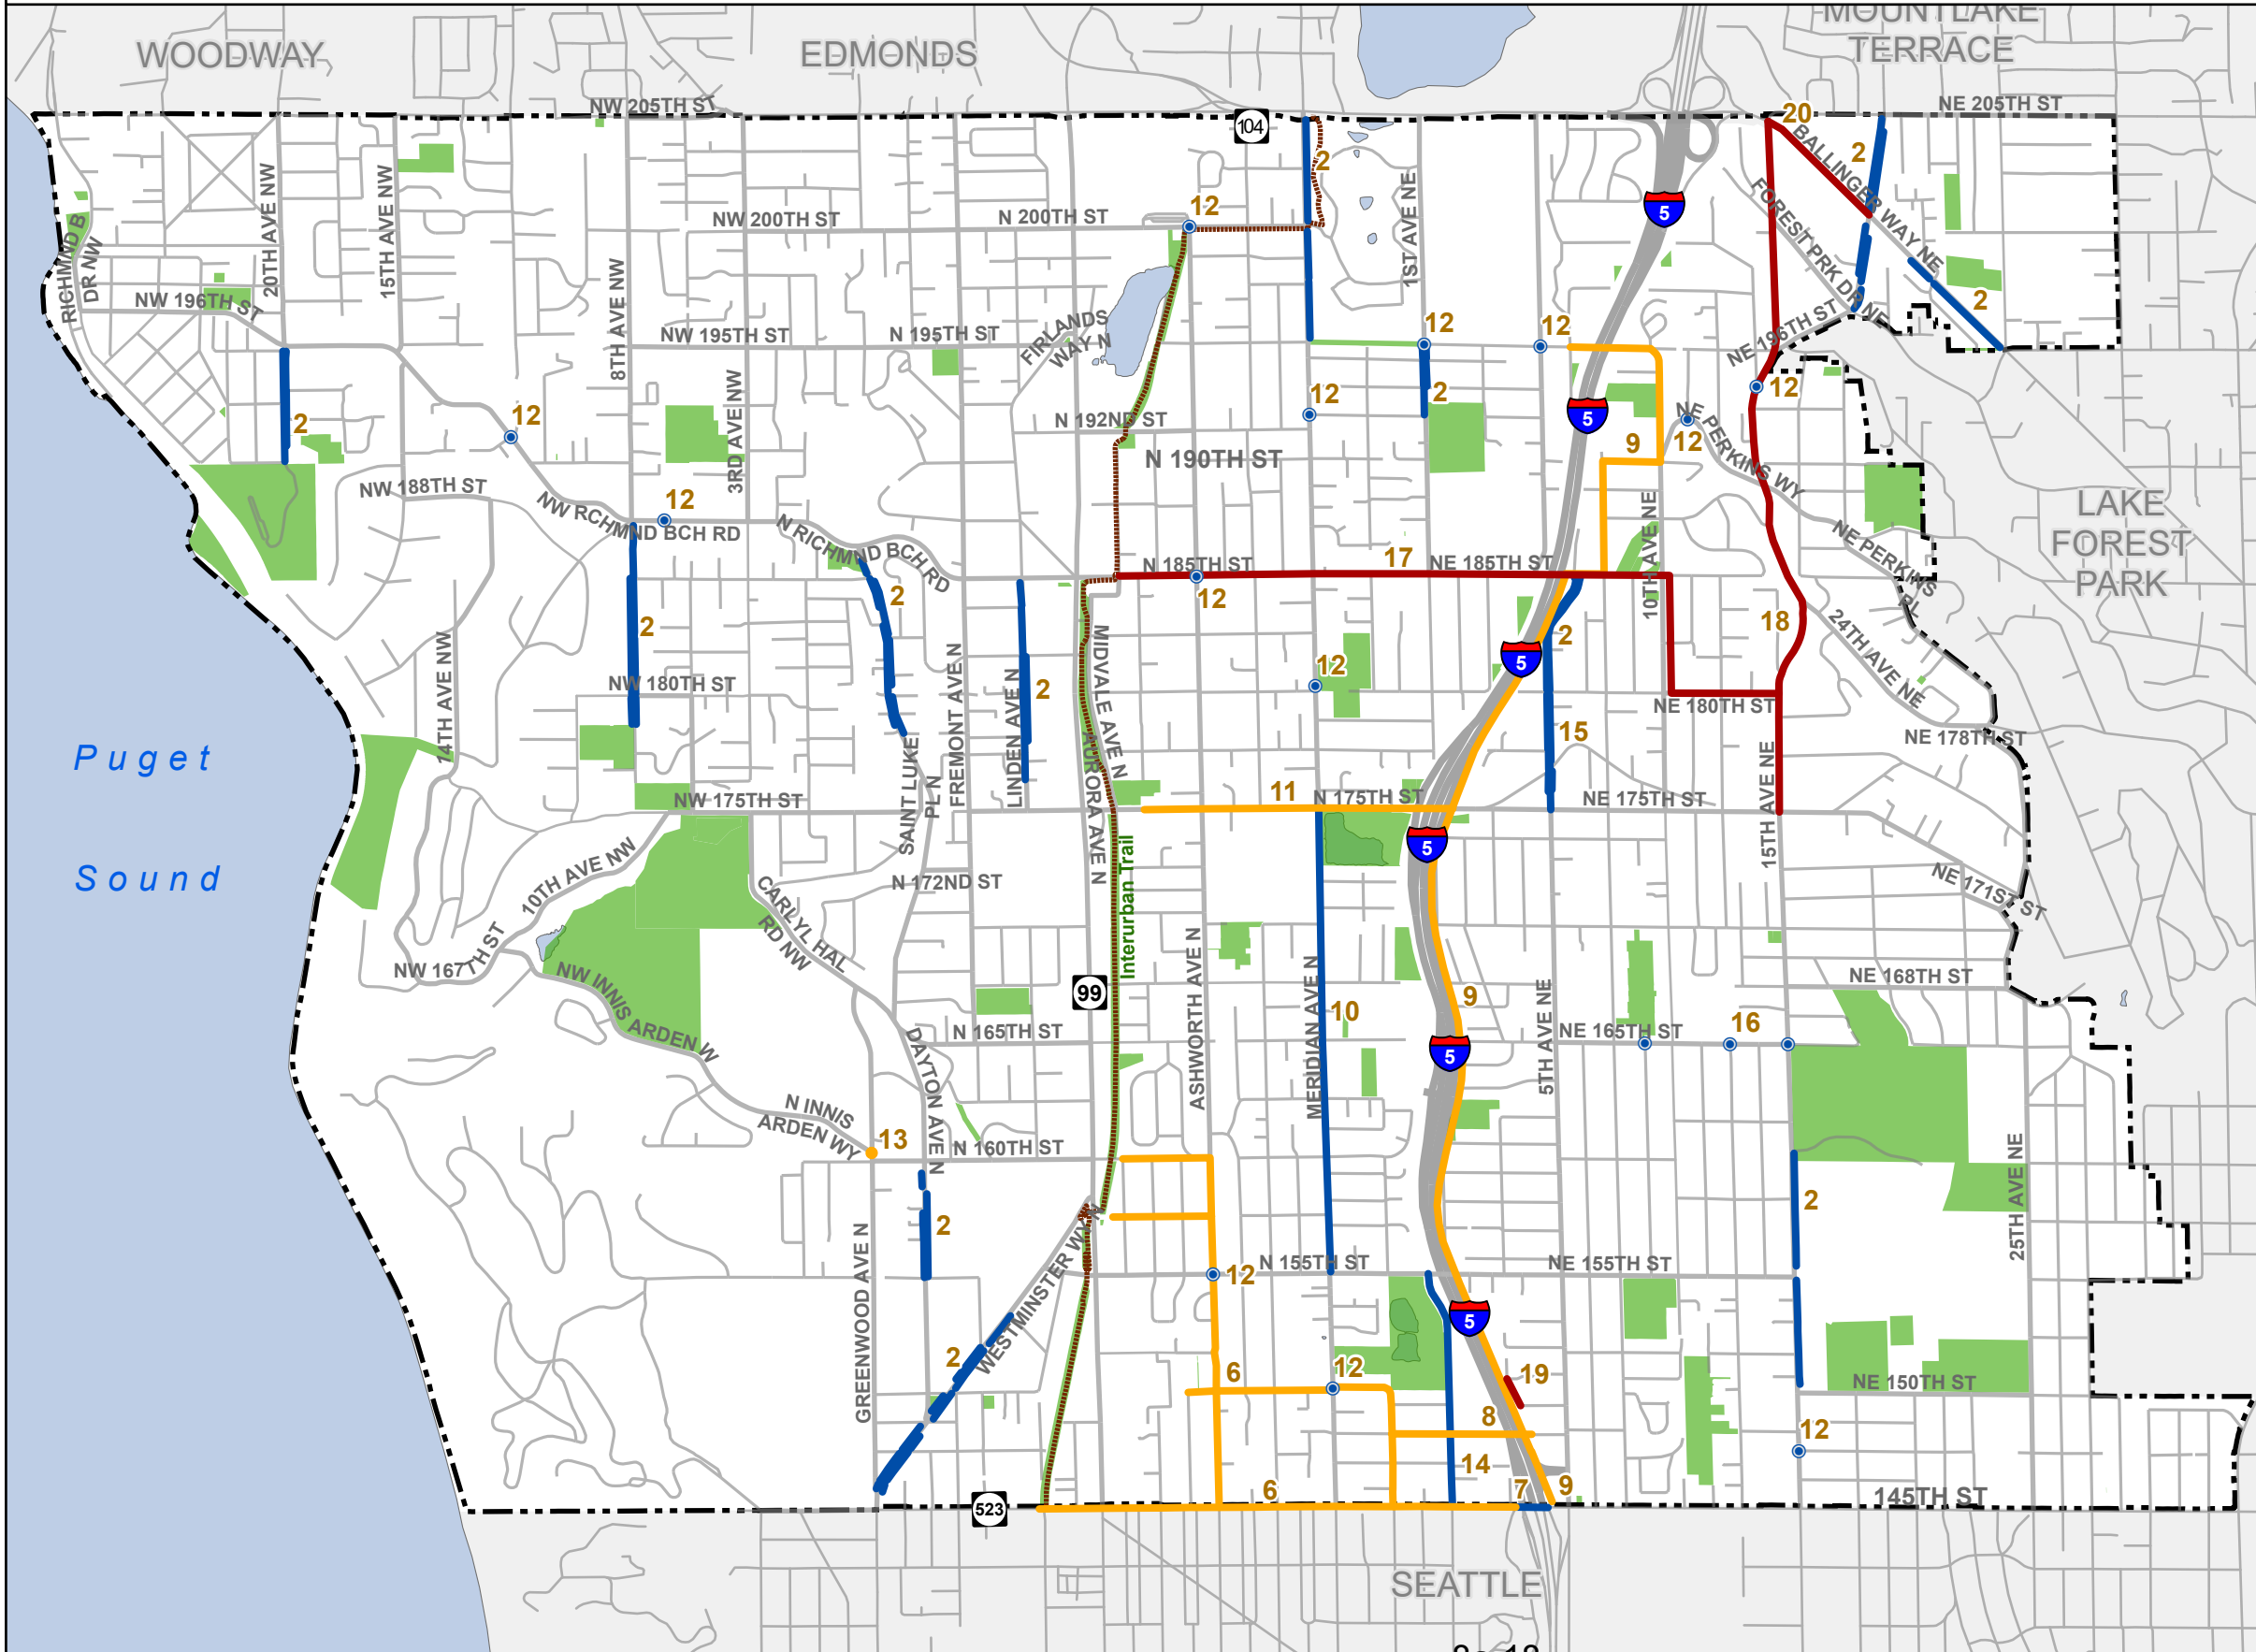 MOUNTLAKE
TERRACE
WOODWAY
EDMONDS
NW 205TH ST
104
20
NE 205TH ST
BALLINGER WAY NE
2
2
20TH AVE NW
15TH AVE NW
1ST AVE NE
FOREST PRK DR NE
RICHMND B
DR NW
NW 200TH ST
N 200TH ST
12
5
8TH AVE NW
NW 196TH ST
NW 195TH ST
N 195TH ST
FIRLANDS
WAY N
12
12
NE 196TH ST
2
2
12
3RD AVE NW
N 192ND ST
12
2
5
12
NE PERKINS WY
12
N 190TH ST
9
NW 188TH ST
12
NW RCHMND BCH RD
N RICHMND BCH RD
10TH AVE NE
NE PERKINS
PL
LAKE
FOREST
PARK
N 185TH ST
17
NE 185TH ST
12
2
2
2
18
24TH AVE NE
14TH AVE NW
NW 180TH ST
FREMONT AVE N
LINDEN AVE N
2
MIDVALE AVE N
12
5
NE 180TH ST
15
NE 178TH ST
Puget
Sound
SAINT LUKE
PL N
AURORA AVE N
11
N 175TH ST
NW 175TH ST
NE 175TH ST
15TH AVE NE
5
10TH AVE NW
N 172ND ST
CARLYL HAL
RD NW
Interurban Trail
NE 171ST ST
NW 167TH ST
NW INNIS ARDEN W
99
ASHWORTH AVE N
MERIDIAN AVE N
10
9
5TH AVE NE
NE 168TH ST
N 165TH ST
DAYTON AVE N
5
NE 165TH ST
16
N INNIS
ARDEN WY
13
N 160TH ST
25TH AVE NE
2
2
GREENWOOD AVE N
WESTMINSTER WY N
12
N 155TH ST
NE 155TH ST
5
2
6
12
19
NE 150TH ST
8
12
14
6
7
9
523
145TH ST
SEATTLE